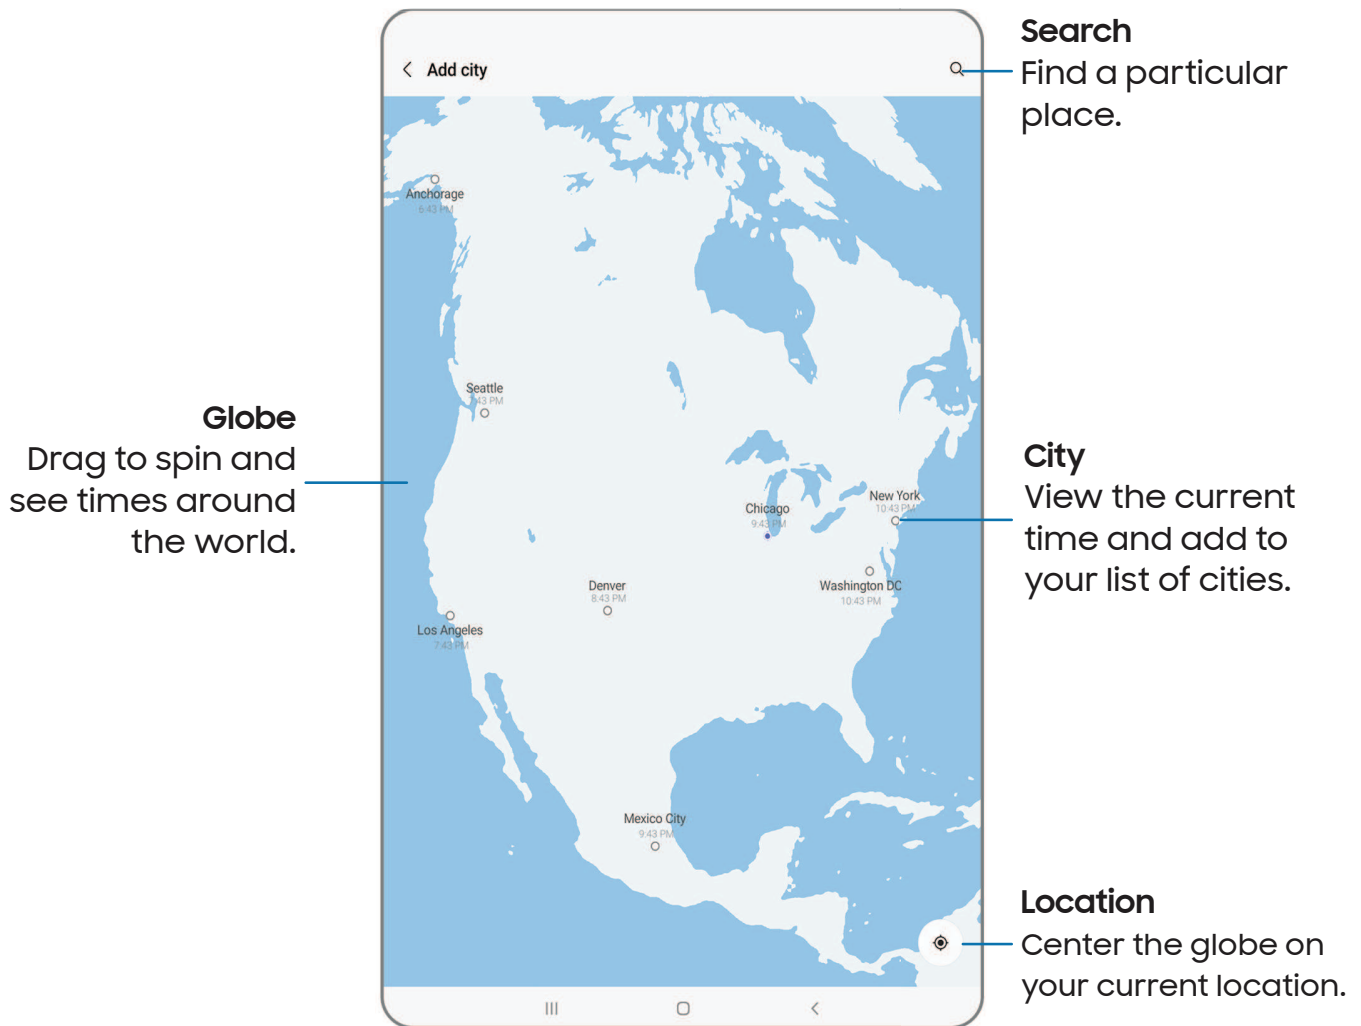 Add city
Search
Find a particular
place.
Anchorage
6:43 PM
Seattle
7:43 PM
Globe
Drag to spin and
see times around
the world.
Chicago
9:43 PM
New York
10:43 PM
City
View the current
time and add to
your list of cities.
Denver
8:43 PM
Washington DC
10:43 PM
Los Angeles
7:43 PM
Mexico City
9:43 PM
Location
Center the globe on
your current location.